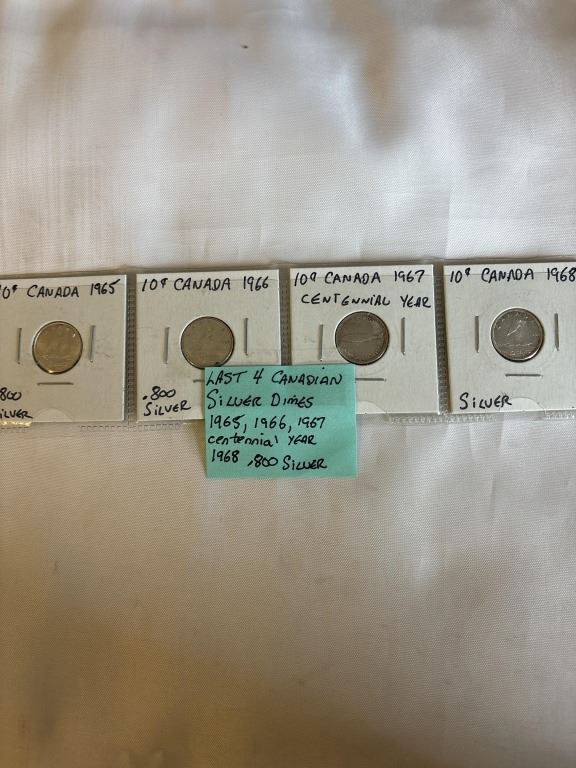 10¢ CANADA 1965
.800
SILVER
10¢ CANADA 1966
.800
SILVER
10¢ CANADA 1967
CENTENNIAL YEAR
10¢ CANADA 1968
SILVER
LAST 4 CANADIAN
SILVER DIMES
1965, 1966, 1967
centennial YEAR
1968 .800 SILVER